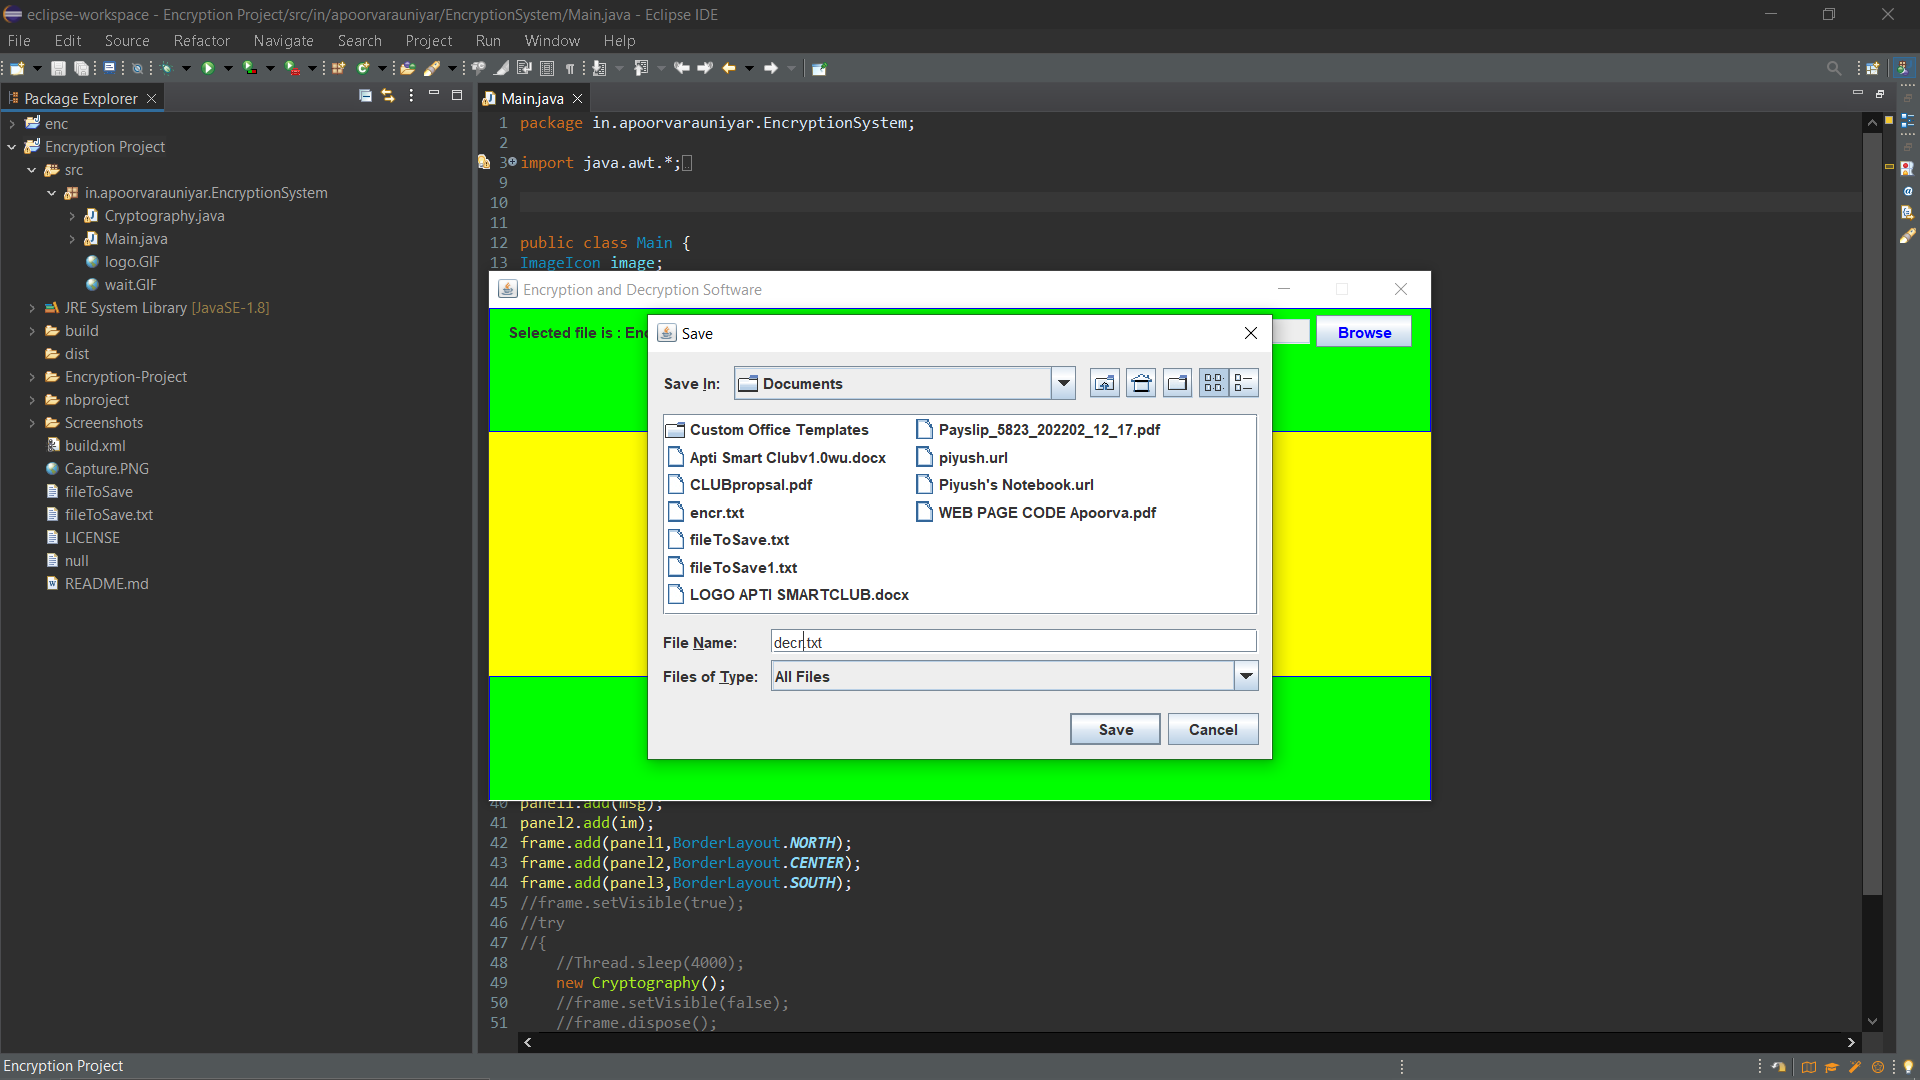 eclipse-workspace - Encryption Project/src/in/apoorvarauniyar/EncryptionSystem/Main.java - Eclipse IDE
File Edit Source Refactor Navigate Search Project Run Window Help
Package Explorer
enc
Encryption Project
src
in.apoorvarauniyar.EncryptionSystem
Cryptography.java
Main.java
logo.GIF
wait.GIF
JRE System Library [JavaSE-1.8]
build
dist
Encryption-Project
nbproject
Screenshots
build.xml
Capture.PNG
fileToSave
fileToSave.txt
LICENSE
null
README.md
Main.java
1 package in.apoorvarauniyar.EncryptionSystem;
2
3 import java.awt.*;
9
10
11
12 public class Main {
13 ImageIcon image;
Encryption and Decryption Software
Selected file is : Enc
Browse
Save
Save In: Documents
Custom Office Templates
Apti Smart Clubv1.0wu.docx
CLUBpropsal.pdf
encr.txt
fileToSave.txt
fileToSave1.txt
LOGO APTI SMARTCLUB.docx
Payslip_5823_202202_12_17.pdf
piyush.url
Piyush's Notebook.url
WEB PAGE CODE Apoorva.pdf
File Name: decr.txt
Files of Type: All Files
Save Cancel
40 panel1.add(msg);
41 panel2.add(im);
42 frame.add(panel1,BorderLayout.NORTH);
43 frame.add(panel2,BorderLayout.CENTER);
44 frame.add(panel3,BorderLayout.SOUTH);
45 //frame.setVisible(true);
46 //try
47 //{
48 //Thread.sleep(4000);
49 new Cryptography();
50 //frame.setVisible(false);
51 //frame.dispose();
Encryption Project